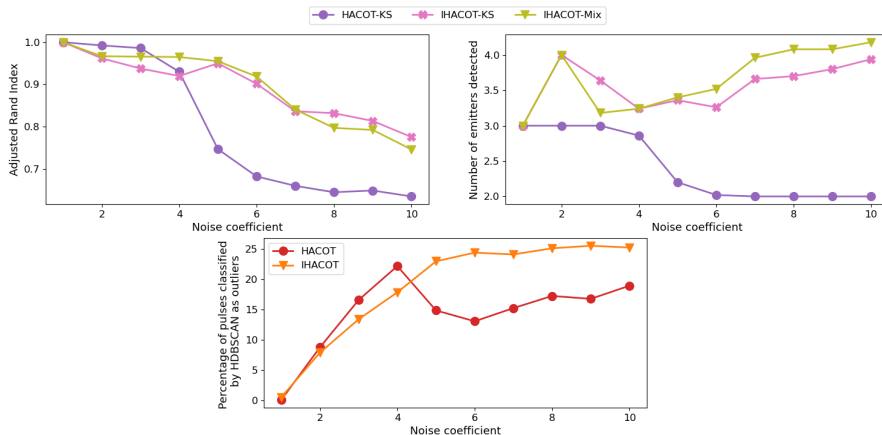 HACOT-KS IHACOT-KS IHACOT-Mix
1.0
0.9
0.8
0.7
Adjusted Rand Index
2 4 6 8 10
Noise coefficient
4.0
3.5
3.0
2.5
2.0
Number of emitters detected
2 4 6 8 10
Noise coefficient
HACOT
IHACOT
25
20
15
10
5
0
Percentage of pulses classified
by HDBSCAN as outliers
2 4 6 8 10
Noise coefficient